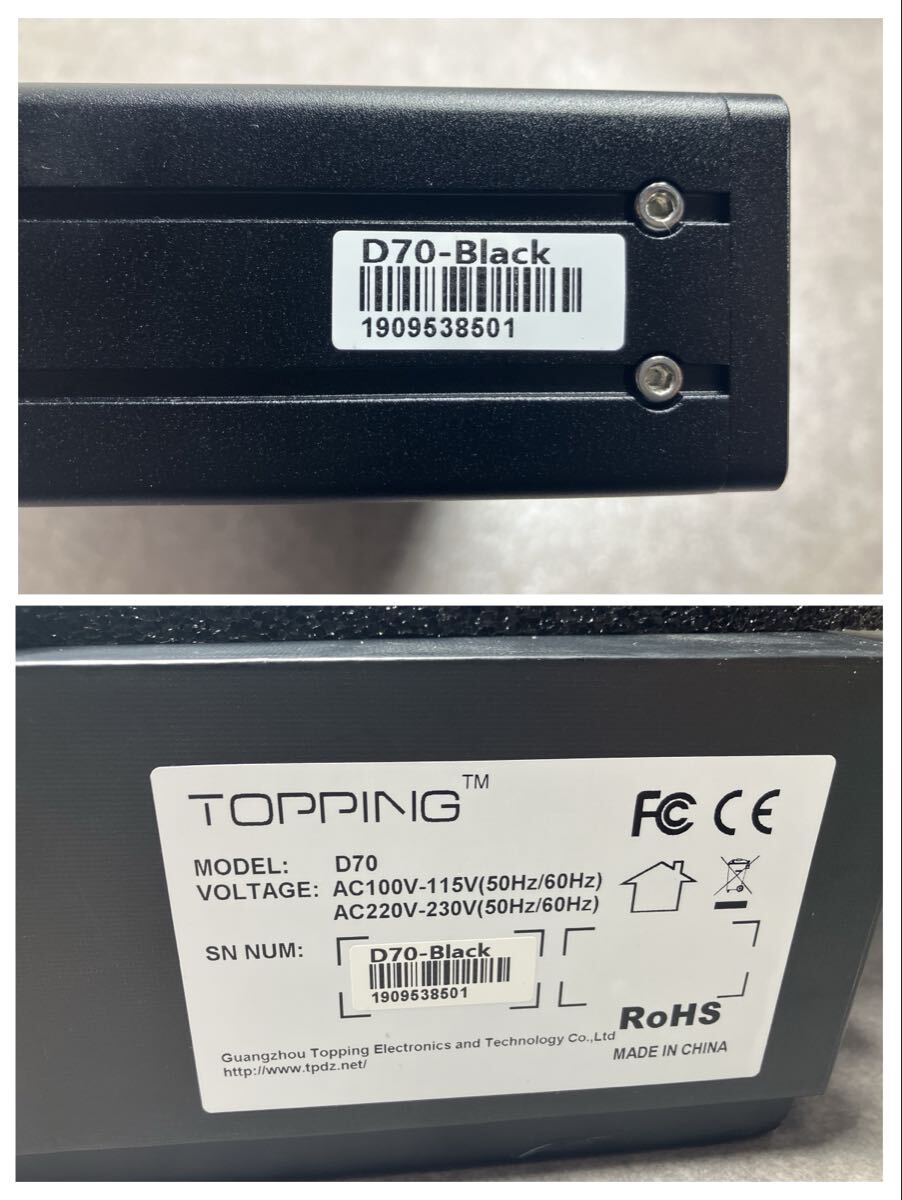 D70-Black
1909538501
TOPPING™
FC CE
MODEL: D70
VOLTAGE: AC100V-115V(50Hz/60Hz)
AC220V-230V(50Hz/60Hz)
SN NUM:
D70-Black
1909538501
RoHS
Guangzhou Topping Electronics and Technology Co.,Ltd
MADE IN CHINA
http://www.tpdz.net/